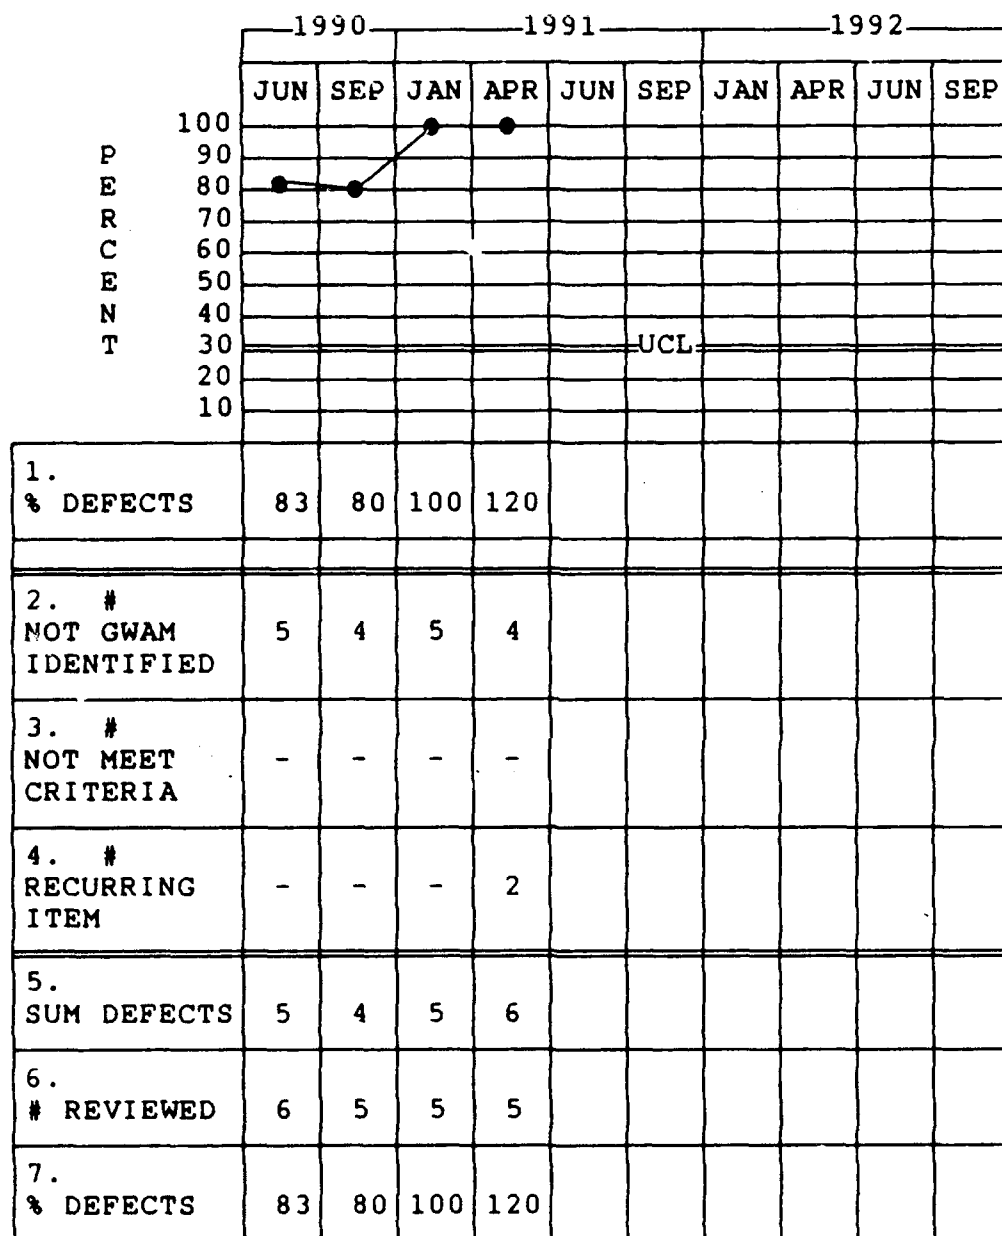 1990 1991 1992
JUN SEP JAN APR JUN SEP JAN APR JUN SEP
PERCENT
100
90
80
70
60
50
40
30 UCL
20
10
1.
% DEFECTS 83 80 100 120
2. #
NOT GWAM 5 4 5 4
IDENTIFIED
3. #
NOT MEET - - - -
CRITERIA
4. #
RECURRING - - - 2
ITEM
5.
SUM DEFECTS 5 4 5 6
6.
# REVIEWED 6 5 5 5
7.
% DEFECTS 83 80 100 120